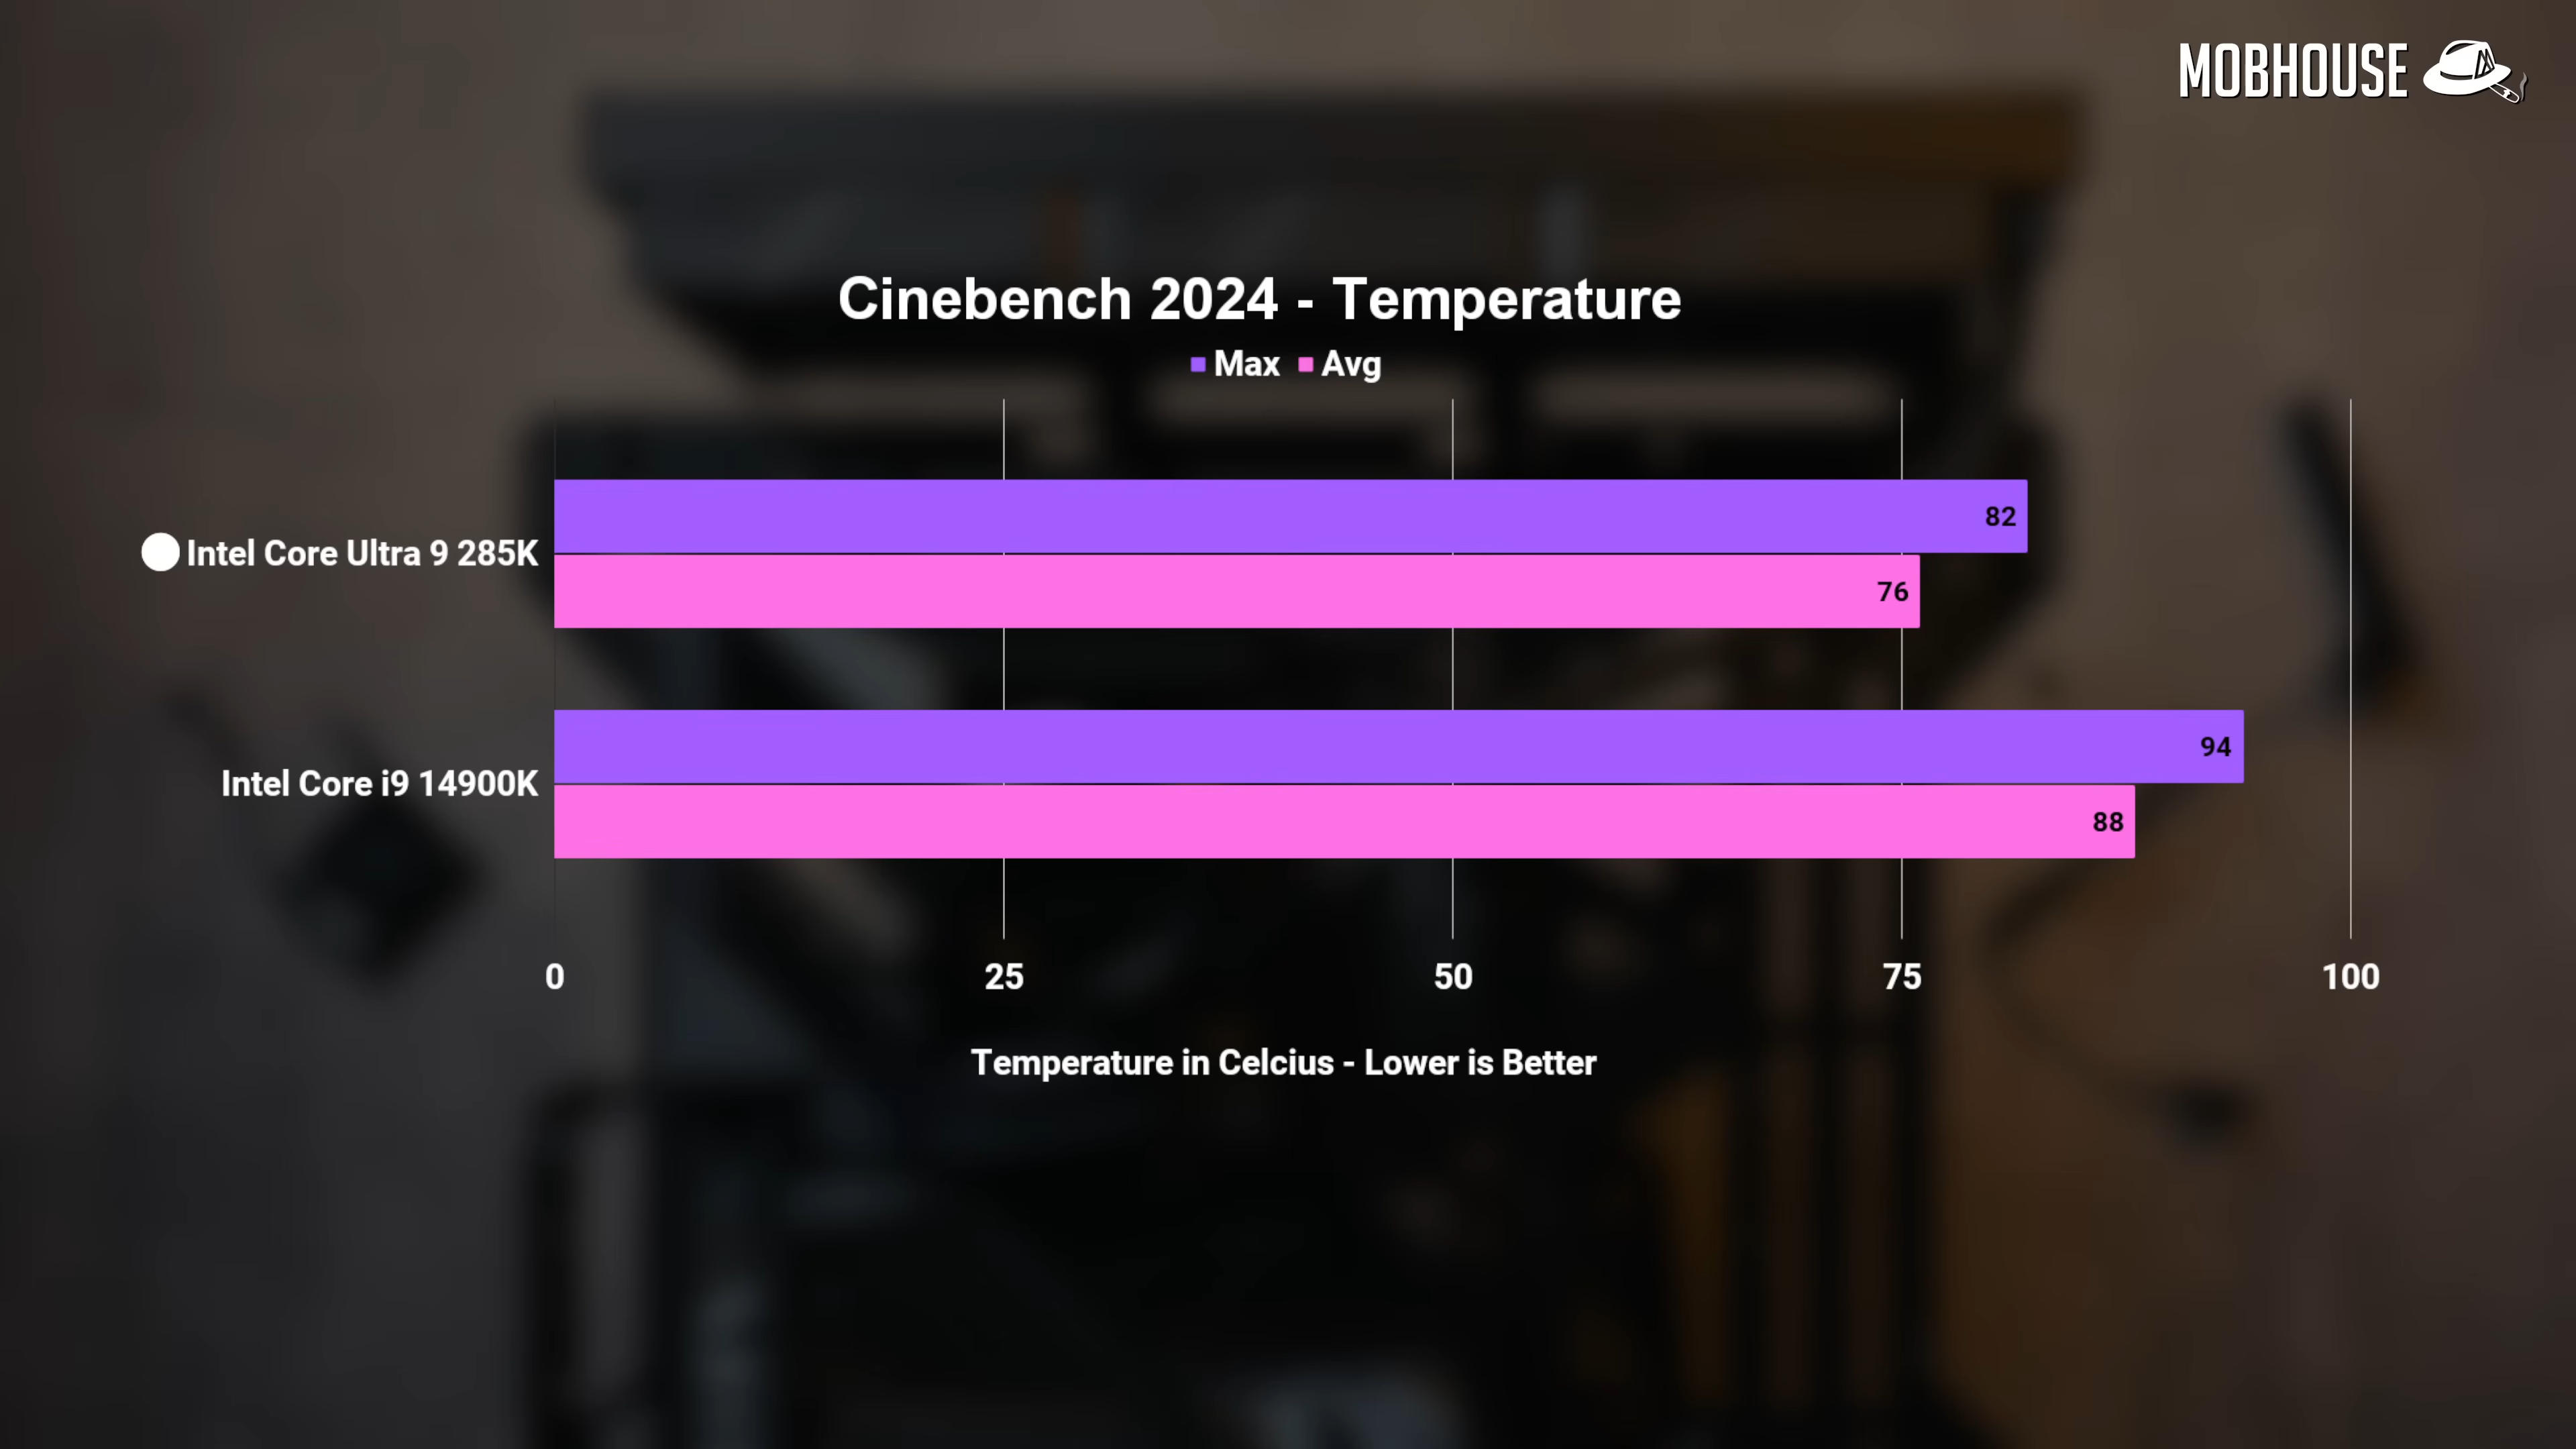 MOBHOUSE
Cinebench 2024 - Temperature
Max Avg
Intel Core Ultra 9 285K
82
76
Intel Core i9 14900K
94
88
0 25 50 75 100
Temperature in Celcius - Lower is Better